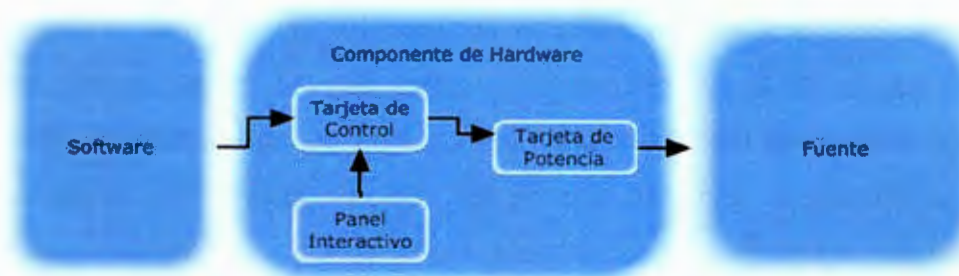 Componente de Hardware
Software
Tarjeta de
Control
Tarjeta de
Potencia
Panel
Interactivo
Fuente